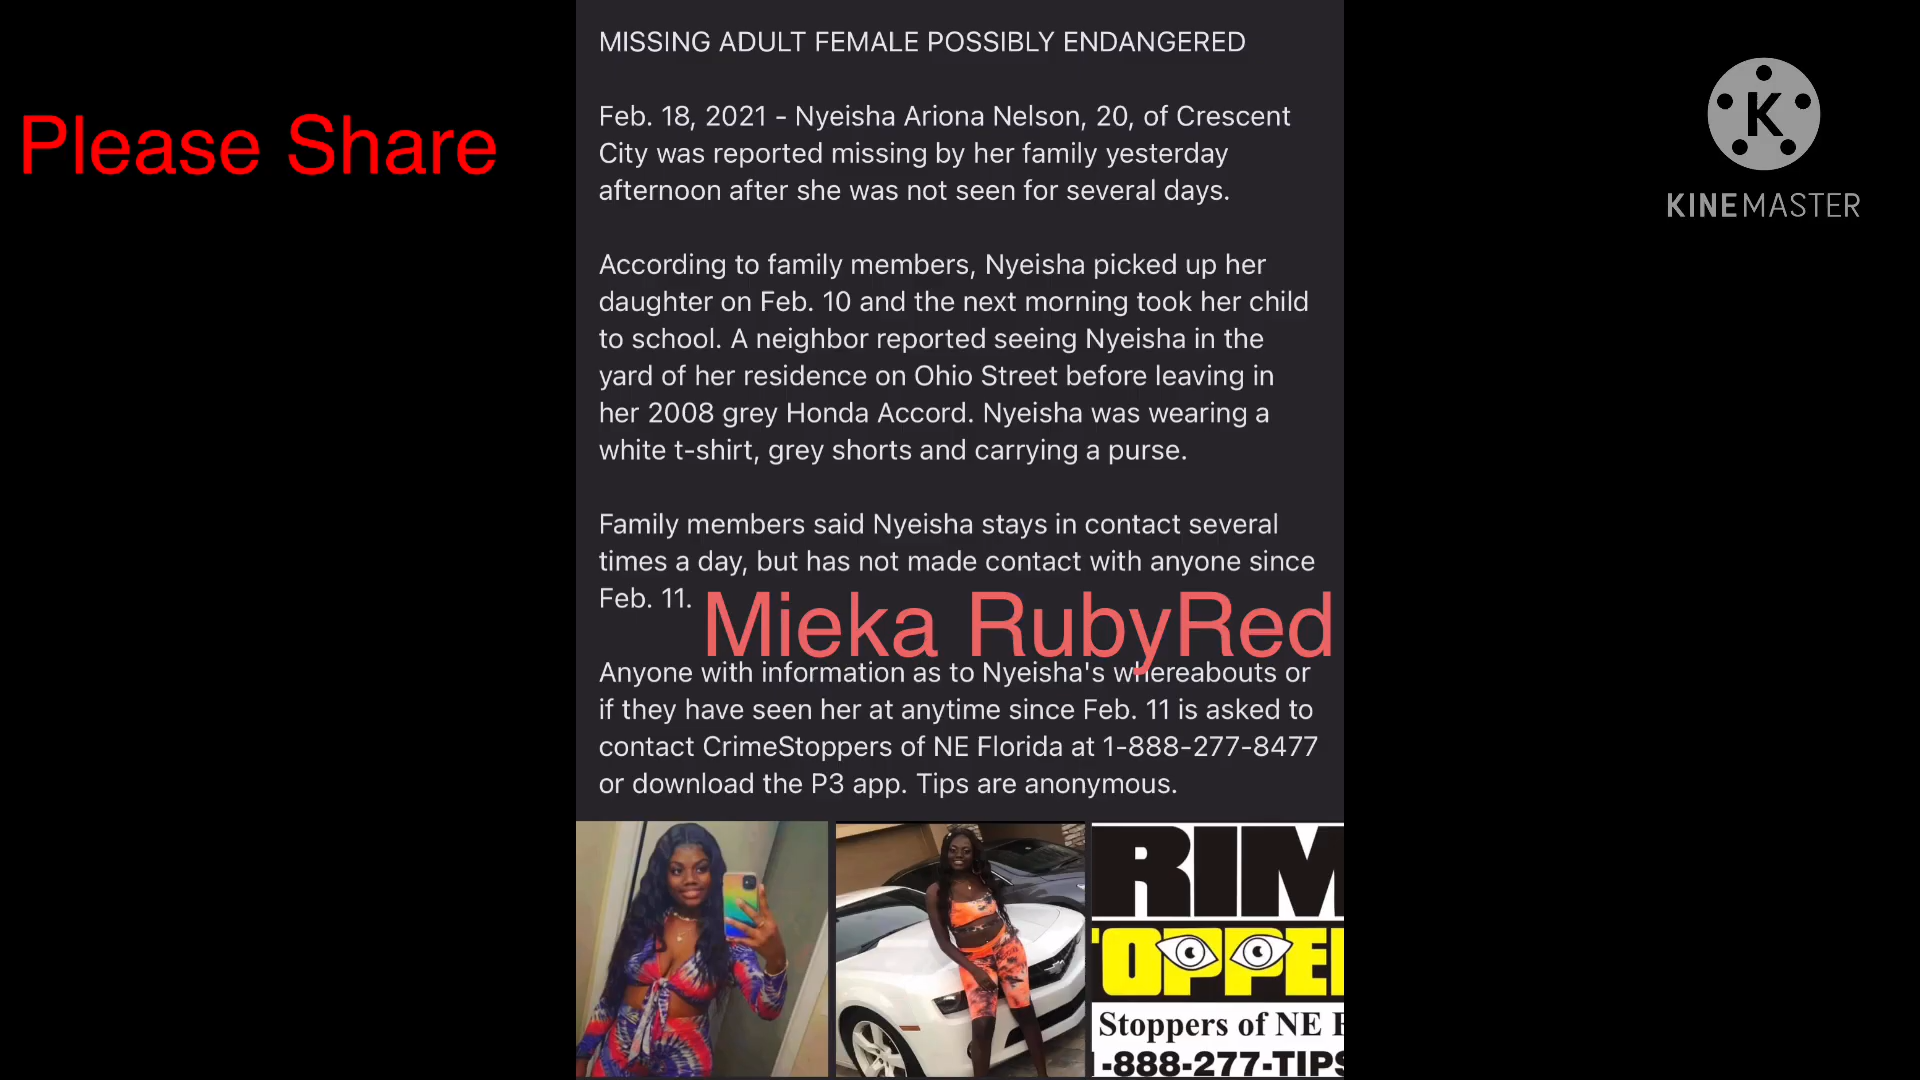 MISSING ADULT FEMALE POSSIBLY ENDANGERED
Please Share
K
KINEMASTER
Feb. 18, 2021 - Nyeisha Ariona Nelson, 20, of Crescent
City was reported missing by her family yesterday
afternoon after she was not seen for several days.
According to family members, Nyeisha picked up her
daughter on Feb. 10 and the next morning took her child
to school. A neighbor reported seeing Nyeisha in the
yard of her residence on Ohio Street before leaving in
her 2008 grey Honda Accord. Nyeisha was wearing a
white t-shirt, grey shorts and carrying a purse.
Family members said Nyeisha stays in contact several
times a day, but has not made contact with anyone since
Feb. 11.
Mieka RubyRed
Anyone with information as to Nyeisha's whereabouts or
if they have seen her at anytime since Feb. 11 is asked to
contact CrimeStoppers of NE Florida at 1-888-277-8477
or download the P3 app. Tips are anonymous.
RIM
OPPE
Stoppers of NE F
1-888-277-TIPS